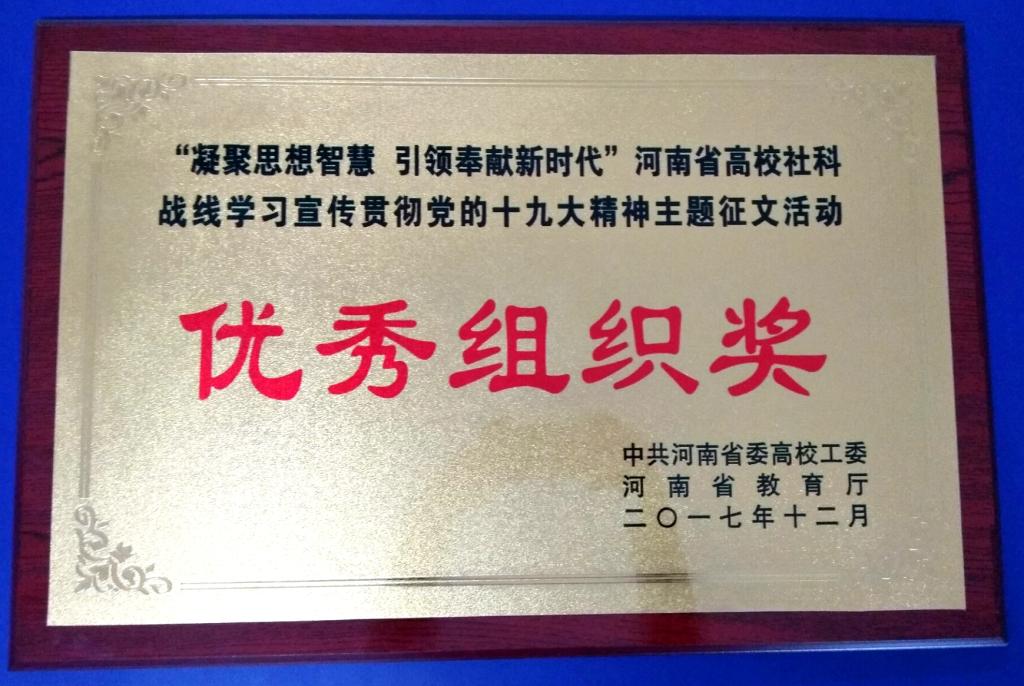 “凝聚思想智慧 引领奉献新时代”河南省高校社科
战线学习宣传贯彻党的十九大精神主题征文活动
优秀组织奖
中共河南省委高校工委
河南省教育厅
二〇一七年十二月